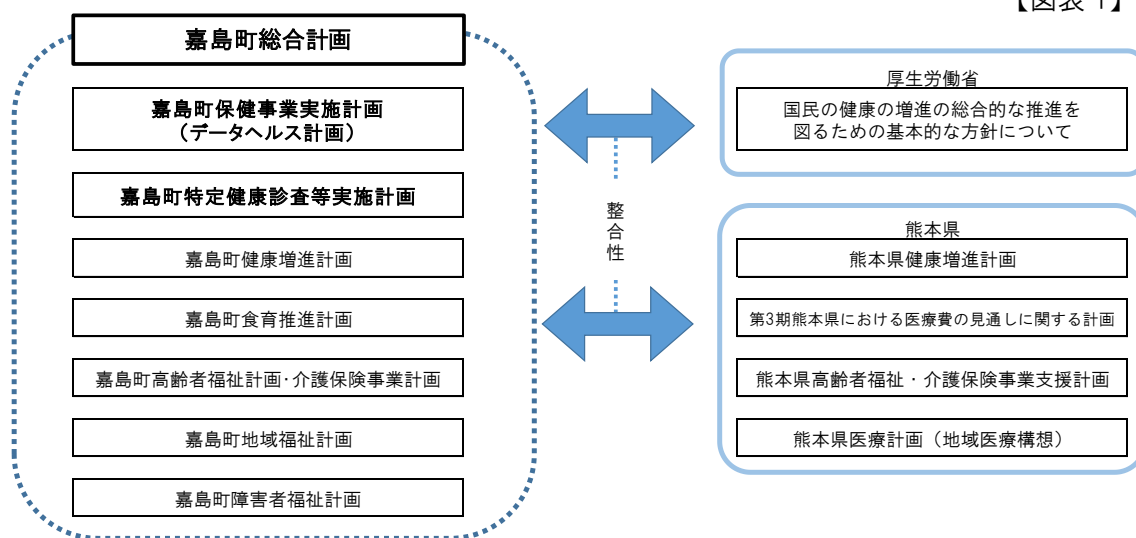 【図表 1】
嘉島町総合計画
嘉島町保健事業実施計画
（データヘルス計画）
嘉島町特定健康診査等実施計画
嘉島町健康増進計画
嘉島町食育推進計画
嘉島町高齢者福祉計画･介護保険事業計画
嘉島町地域福祉計画
嘉島町障害者福祉計画
整合性
厚生労働省
国民の健康の増進の総合的な推進を
図るための基本的な方針について
熊本県
熊本県健康増進計画
第3期熊本県における医療費の見通しに関する計画
熊本県高齢者福祉・介護保険事業支援計画
熊本県医療計画（地域医療構想）